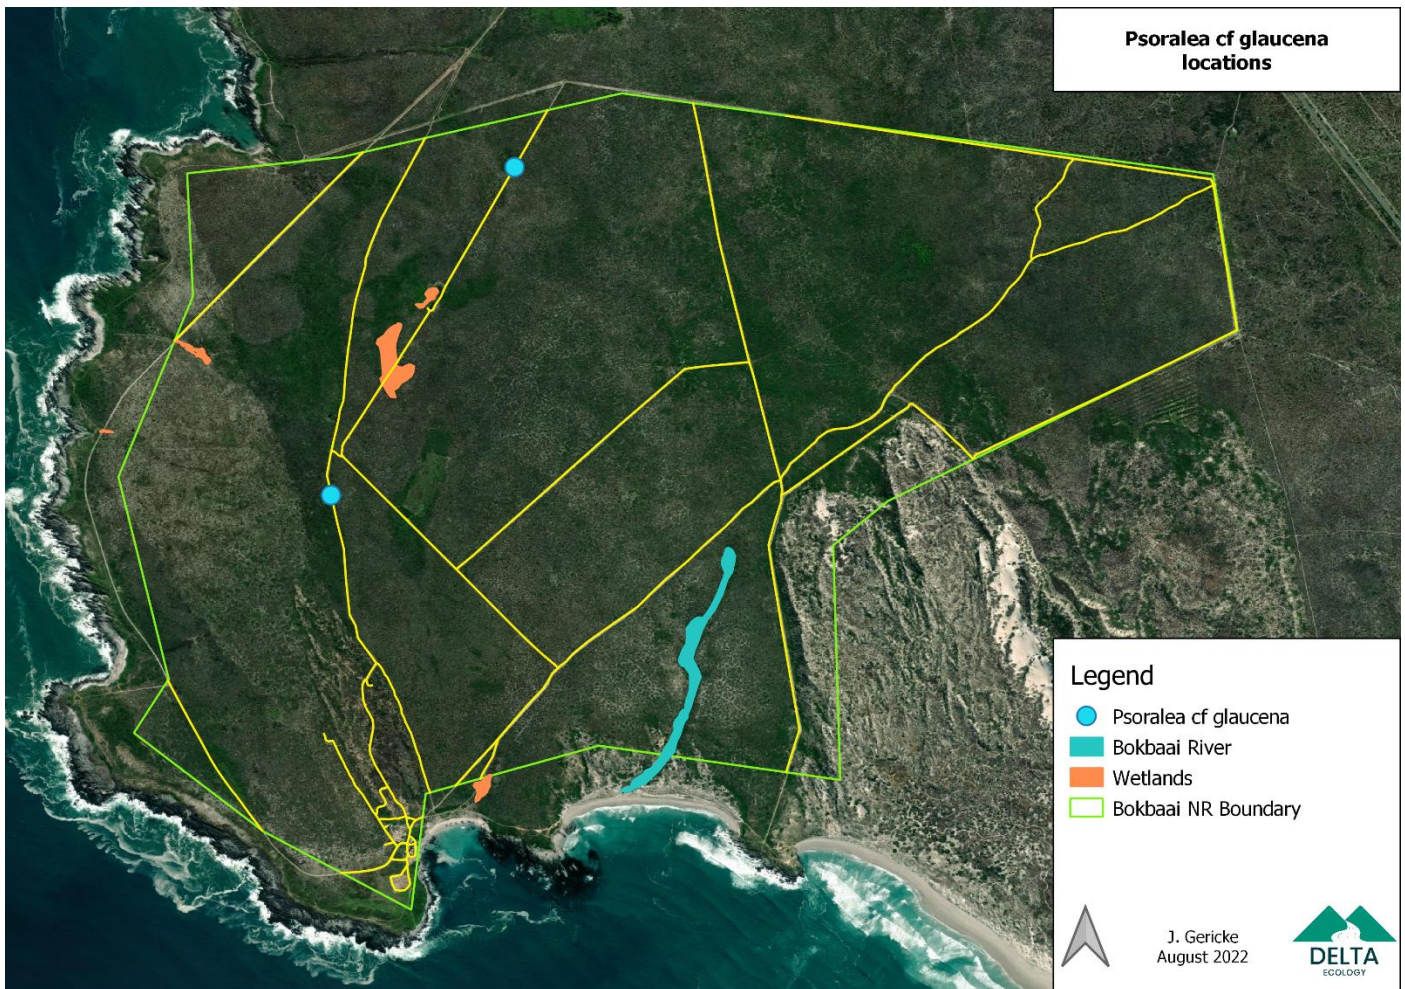 Psoralea cf glaucena
locations
Legend
Psoralea cf glaucena
Bokbaai River
Wetlands
Bokbaai NR Boundary
J. Gericke
August 2022
DELTA
ECOLOGY